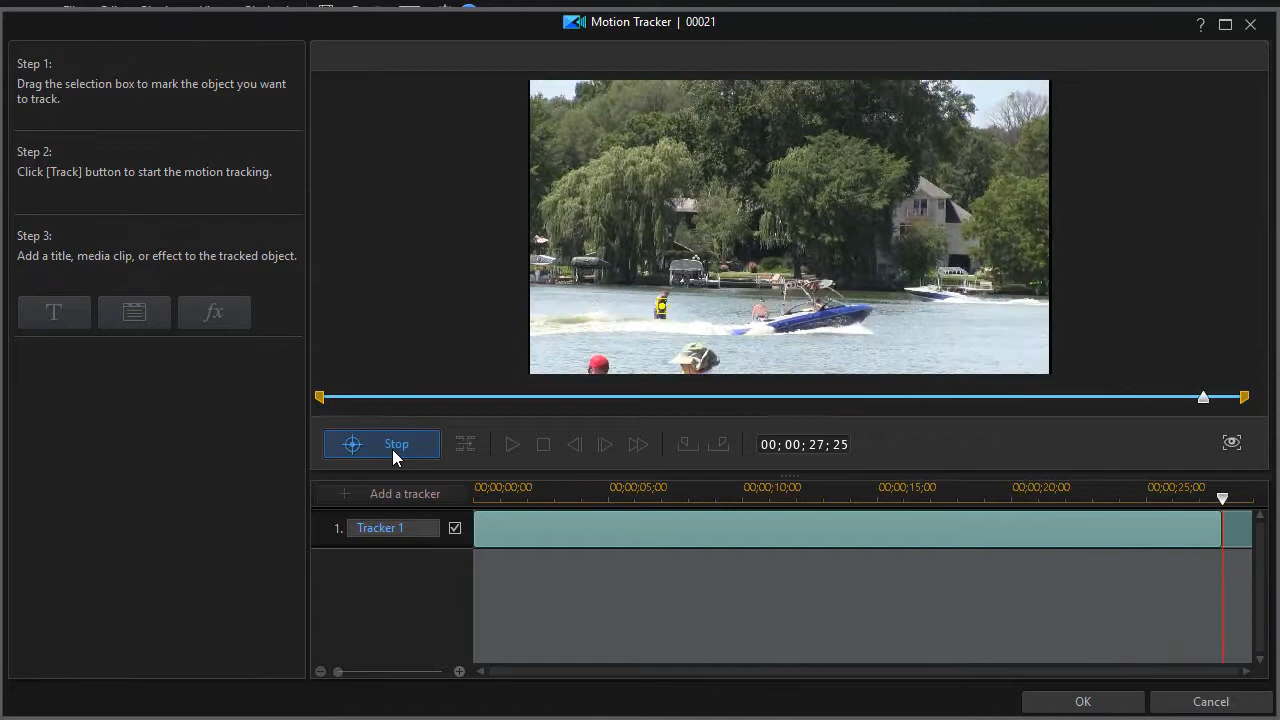 Motion Tracker | 00021
?
Step 1:
Drag the selection box to mark the object you want
to track.
Step 2:
Click [Track] button to start the motion tracking.
Step 3:
Add a title, media clip, or effect to the tracked object.
T
fx
Stop
00; 00; 27; 25
Add a tracker
00;00;00;00 00;00;05;00 00;00;10;00 00;00;15;00 00;00;20;00 00;00;25;00
1. Tracker 1
OK Cancel